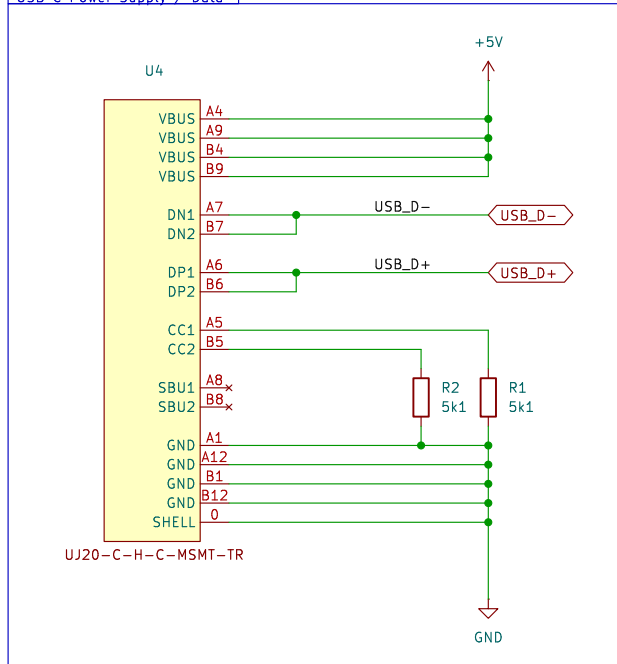 USB-C Power Supply / Data
+5V
U4
VBUS A4
VBUS A9
VBUS B4
VBUS B9
DN1 A7 USB_D- USB_D-
DN2 B7
DP1 A6 USB_D+ USB_D+
DP2 B6
CC1 A5
CC2 B5
SBU1 A8 R2 R1
SBU2 B8 5k1 5k1
GND A1
GND A12
GND B1
GND B12
SHELL 0
UJ20-C-H-C-MSMT-TR
GND